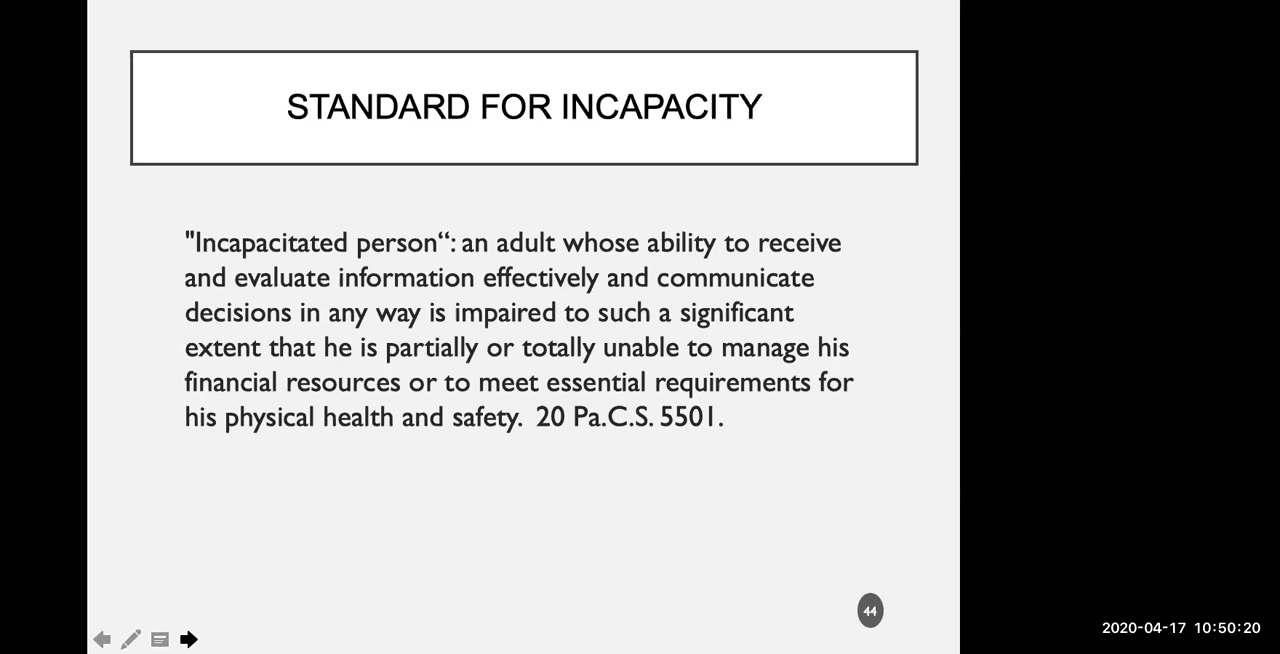 STANDARD FOR INCAPACITY
"Incapacitated person“: an adult whose ability to receive
and evaluate information effectively and communicate
decisions in any way is impaired to such a significant
extent that he is partially or totally unable to manage his
financial resources or to meet essential requirements for
his physical health and safety.  20 Pa.C.S. 5501.
44
2020-04-17 10:50:20